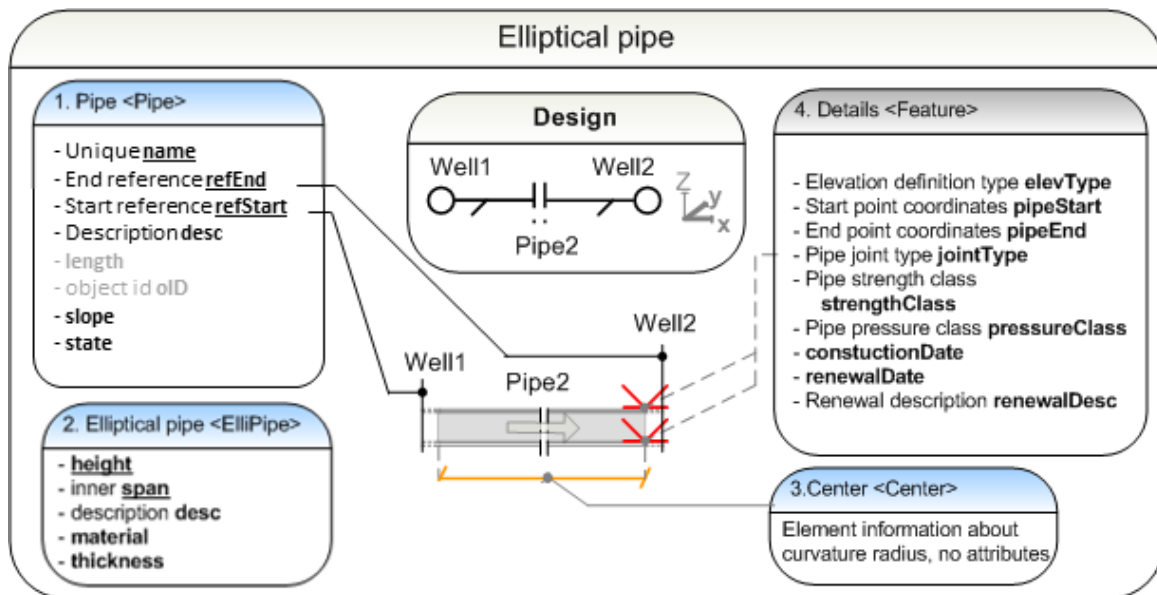 Elliptical pipe
1. Pipe <Pipe>
- Unique name
- End reference refEnd
- Start reference refStart
- Description desc
- length
- object id oID
- slope
- state
2. Elliptical pipe <ElliPipe>
- height
- inner span
- description desc
- material
- thickness
Design
Well1
Well2
Pipe2
Z
y
x
Well1
Pipe2
Well2
4. Details <Feature>
- Elevation definition type elevType
- Start point coordinates pipeStart
- End point coordinates pipeEnd
- Pipe joint type jointType
- Pipe strength class
strengthClass
- Pipe pressure class pressureClass
- constuctionDate
- renewalDate
- Renewal description renewalDesc
3.Center <Center>
Element information about
curvature radius, no attributes